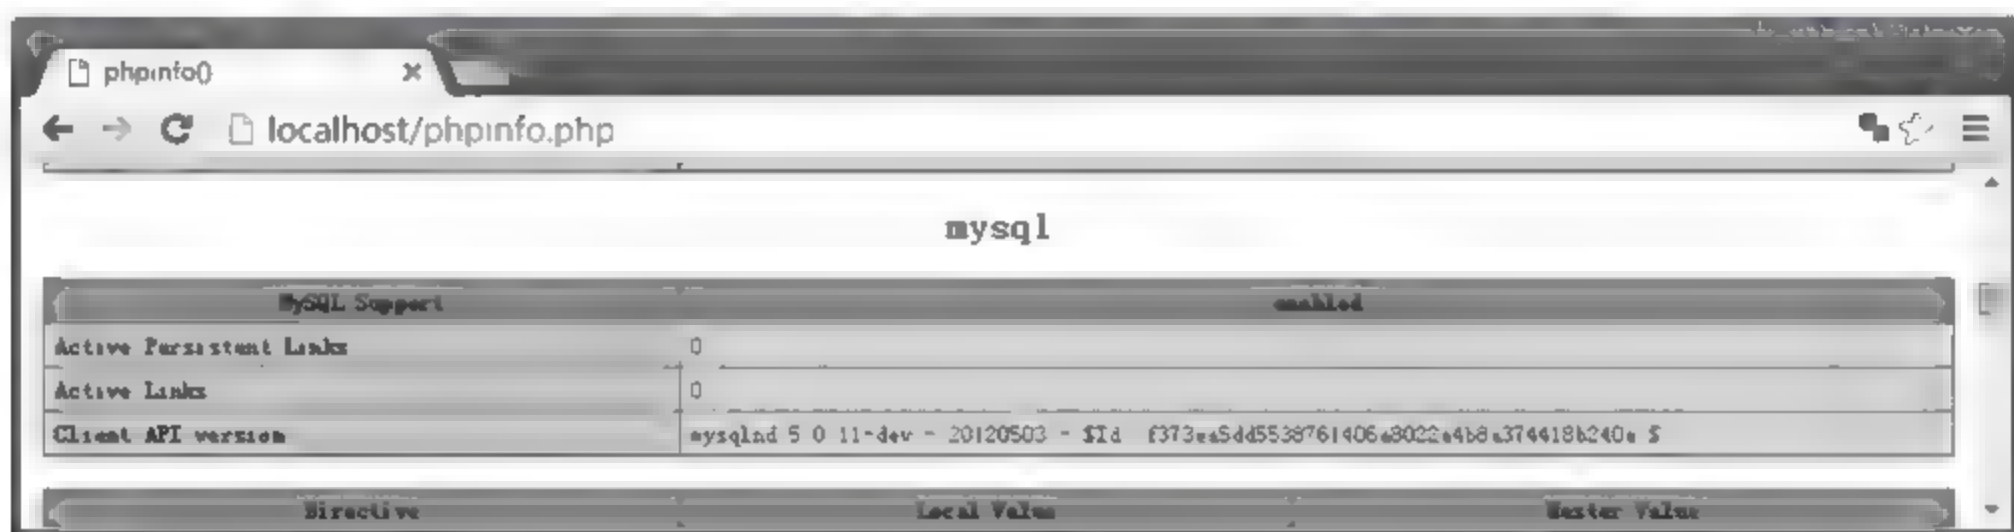 phpinfo()
localhost/phpinfo.php
mysql
MySQL Support enabled
Active Persistent Links 0
Active Links 0
Client API version mysqlnd 5 0 11-dev - 20120503 - $Id
Directive Local Value Master Value